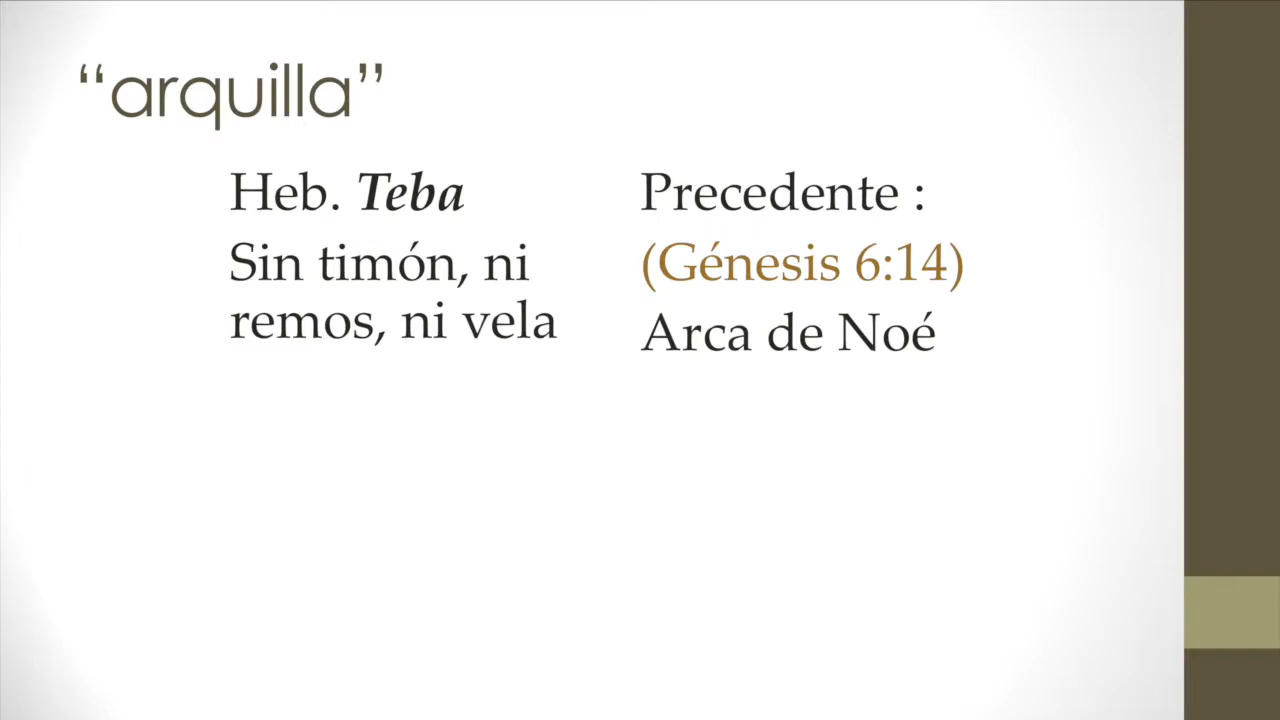 “arquilla”
Heb. Teba
Sin timón, ni
remos, ni vela
Precedente :
(Génesis 6:14)
Arca de Noé